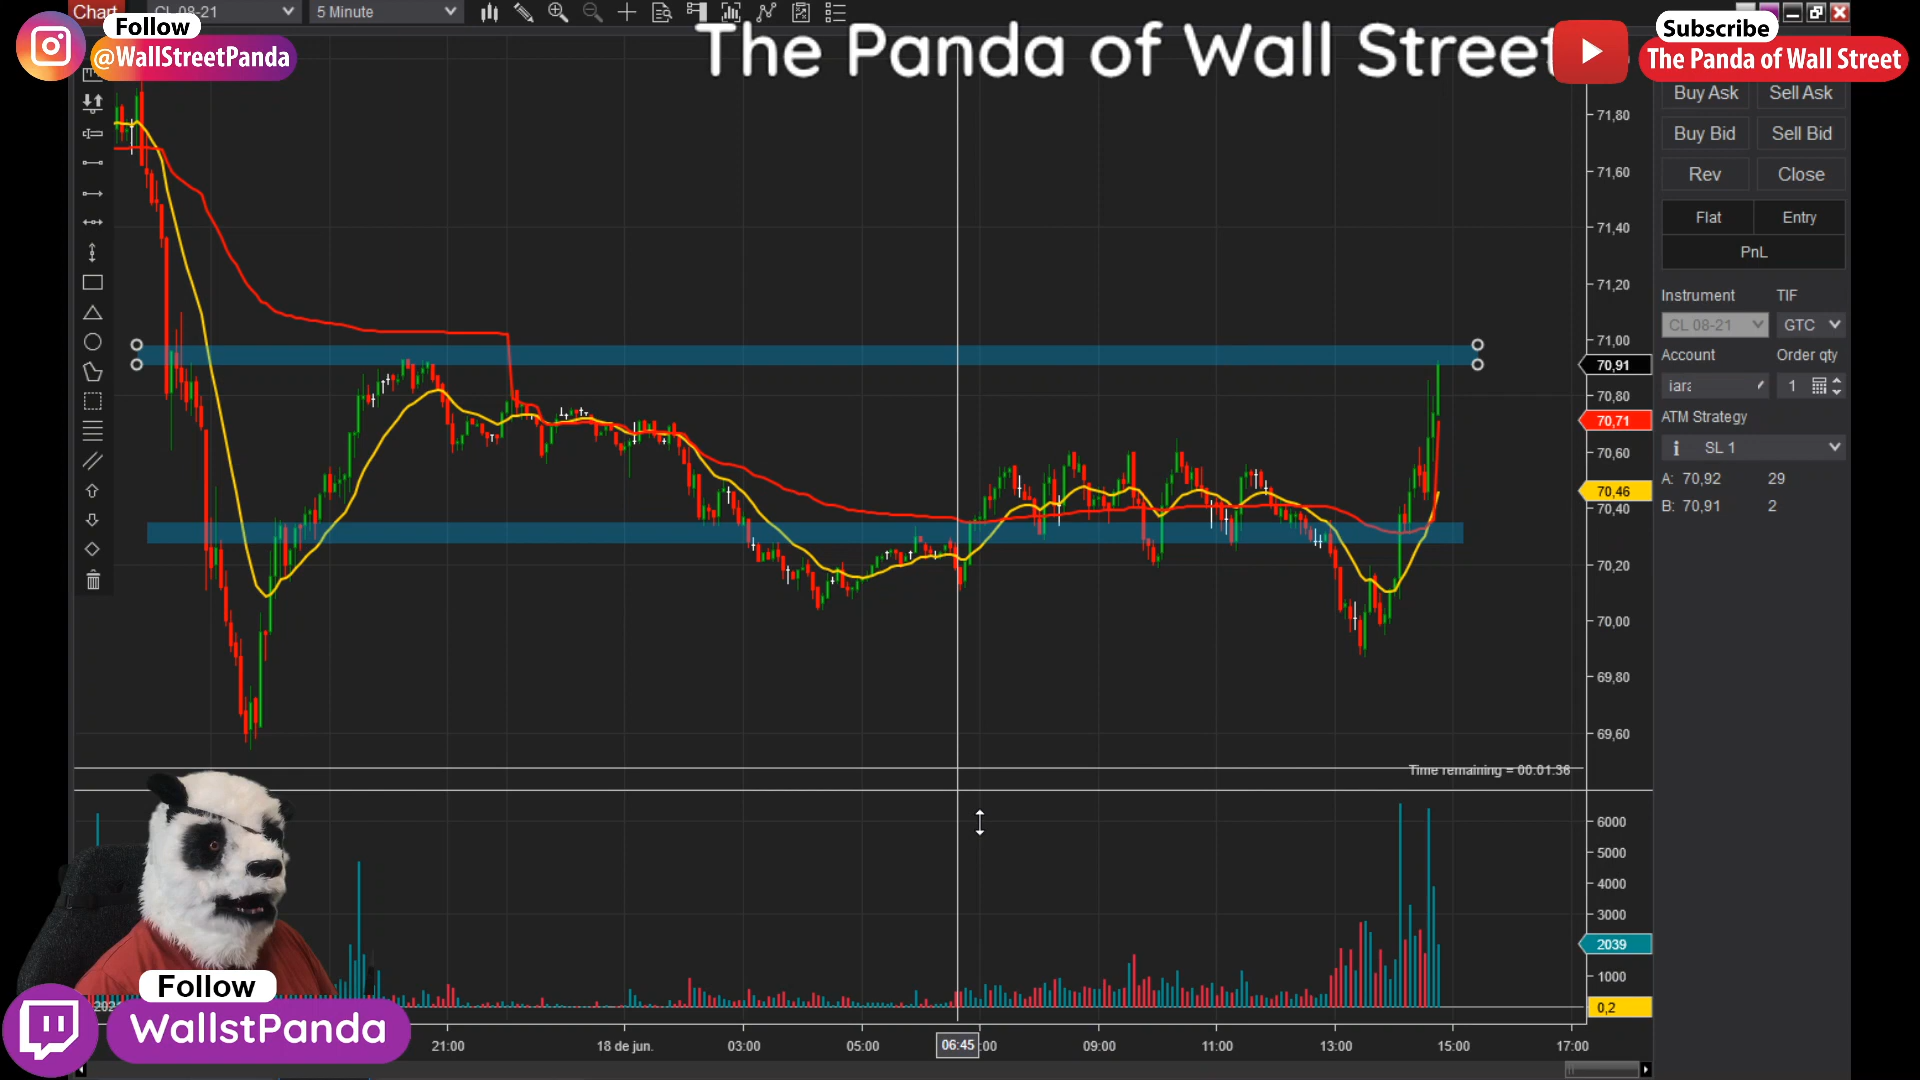 Chart
CL 08-21
5 Minute
Follow
@WallStreetPanda
The Panda of Wall Street
Subscribe
The Panda of Wall Street
Buy Ask
Sell Ask
Buy Bid
Sell Bid
Rev
Close
Flat
Entry
PnL
Instrument
TIF
CL 08-21
GTC
Account
Order qty
1
ATM Strategy
SL 1
A: 70,92
29
B: 70,91
2
71,80
71,60
71,40
71,20
71,00
70,91
70,80
70,71
70,60
70,46
70,40
70,20
70,00
69,80
69,60
Time remaining = 00:01:36
6000
5000
4000
3000
2039
1000
0,2
Follow
WallstPanda
21:00
18 de jun.
03:00
05:00
06:45
:00
09:00
11:00
13:00
15:00
17:00